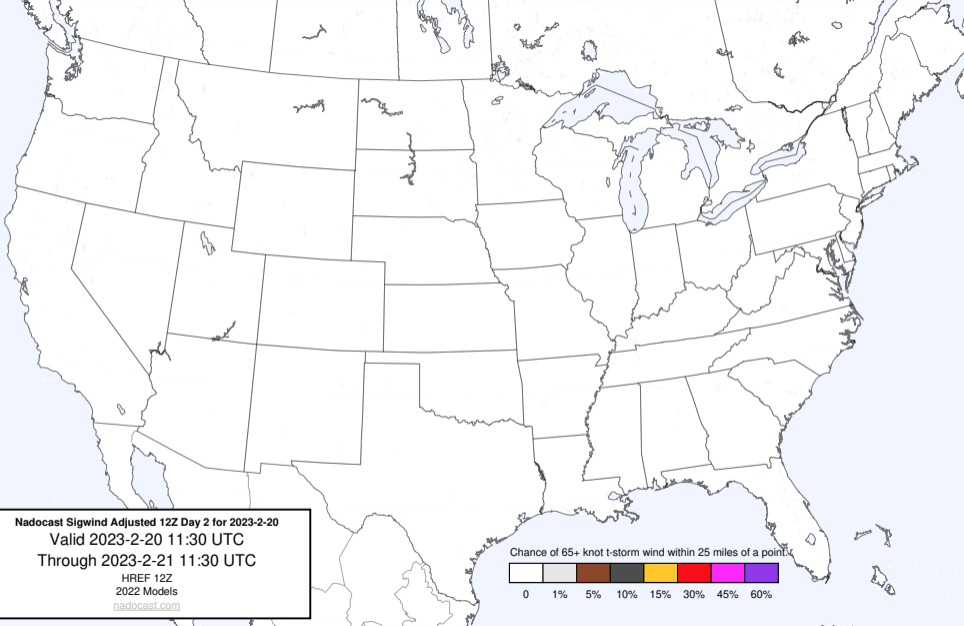 Nadocast Sigwind Adjusted 12Z Day 2 for 2023-2-20
Valid 2023-2-20 11:30 UTC
Through 2023-2-21 11:30 UTC
HREF 12Z
2022 Models
nadocast.com
Chance of 65+ knot t-storm wind within 25 miles of a point.
0 1% 5% 10% 15% 30% 45% 60%